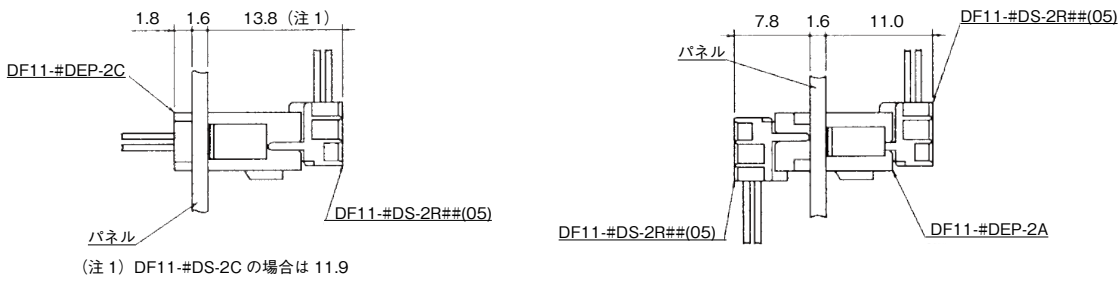 1.8 1.6 13.8（注 1）
DF11-#DEP-2C
DF11-#DS-2R##(05)
パネル
（注 1）DF11-#DS-2C の場合は 11.9
7.8 1.6 11.0
DF11-#DS-2R##(05)
パネル
DF11-#DS-2R##(05)
DF11-#DEP-2A